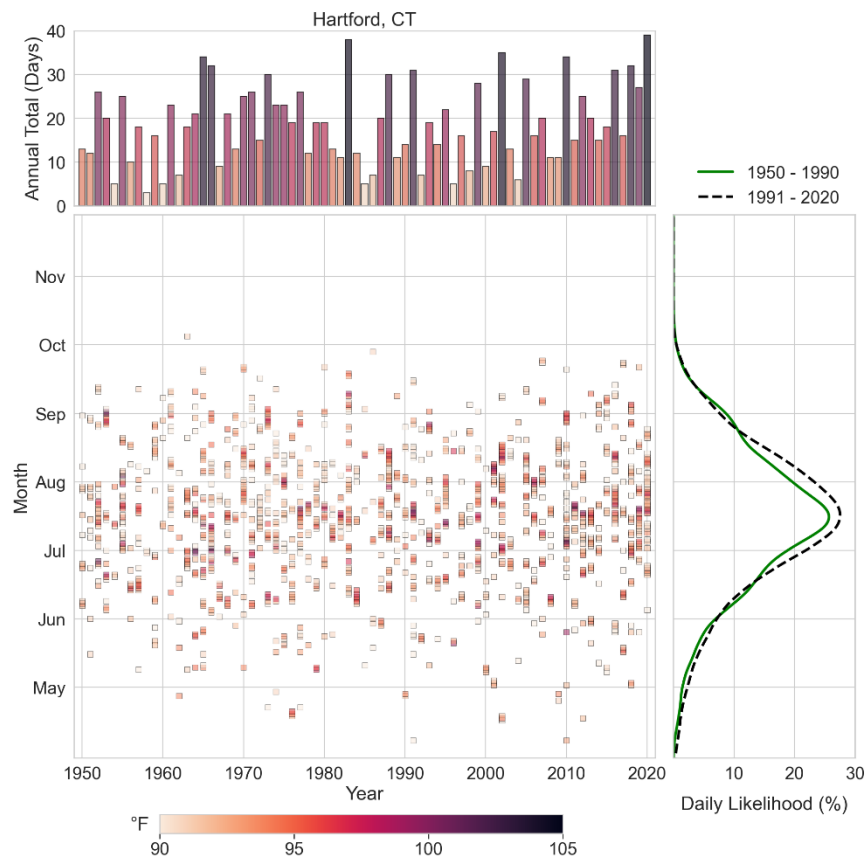 Hartford, CT
Annual Total (Days)
40
30
20
10
0
1950 - 1990
1991 - 2020
Month
Nov
Oct
Sep
Aug
Jul
Jun
May
1950 1960 1970 1980 1990 2000 2010 2020
Year
10 20 30
Daily Likelihood (%)
°F
90 95 100 105